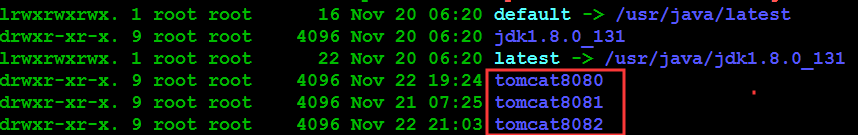 lrwxrwxrwx. 1 root root 16 Nov 20 06:20 default -> /usr/java/latest
drwxr-xr-x. 9 root root 4096 Nov 20 06:20 jdk1.8.0_131
lrwxrwxrwx. 1 root root 22 Nov 20 06:20 latest -> /usr/java/jdk1.8.0_131
drwxr-xr-x. 9 root root 4096 Nov 22 19:24 tomcat8080
drwxr-xr-x. 9 root root 4096 Nov 21 07:25 tomcat8081
drwxr-xr-x. 9 root root 4096 Nov 22 21:03 tomcat8082